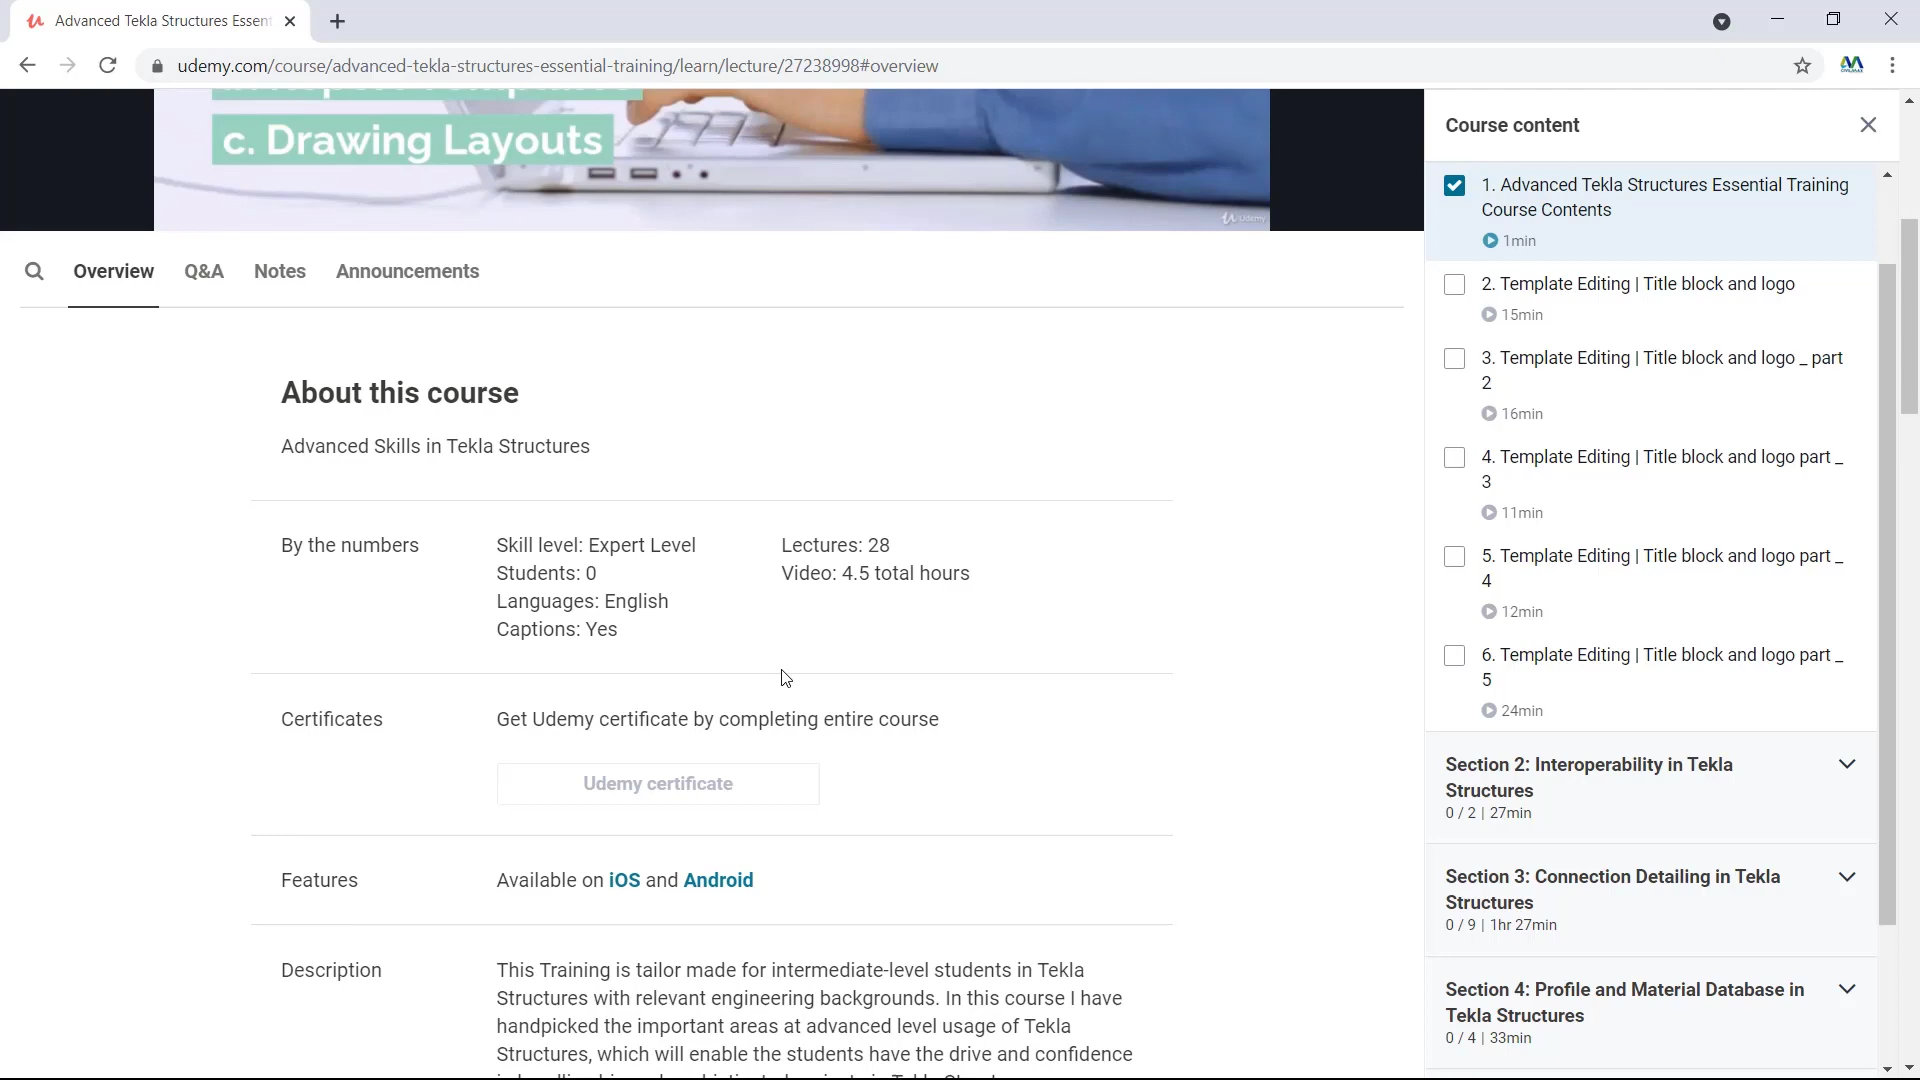 Advanced Tekla Structures Essen
udemy.com/course/advanced-tekla-structures-essential-training/learn/lecture/27238998#overview
c. Drawing Layouts
Udemy
Overview
Q&A
Notes
Announcements
About this course
Advanced Skills in Tekla Structures
By the numbers
Skill level: Expert Level
Students: 0
Languages: English
Captions: Yes
Lectures: 28
Video: 4.5 total hours
Certificates
Get Udemy certificate by completing entire course
Udemy certificate
Features
Available on iOS and Android
Description
This Training is tailor made for intermediate-level students in Tekla
Structures with relevant engineering backgrounds. In this course I have
handpicked the important areas at advanced level usage of Tekla
Structures, which will enable the students have the drive and confidence
Course content
1. Advanced Tekla Structures Essential Training
Course Contents
1min
2. Template Editing | Title block and logo
15min
3. Template Editing | Title block and logo _ part
2
16min
4. Template Editing | Title block and logo part _
3
11min
5. Template Editing | Title block and logo part _
4
12min
6. Template Editing | Title block and logo part _
5
24min
Section 2: Interoperability in Tekla
Structures
0 / 2 | 27min
Section 3: Connection Detailing in Tekla
Structures
0 / 9 | 1hr 27min
Section 4: Profile and Material Database in
Tekla Structures
0 / 4 | 33min